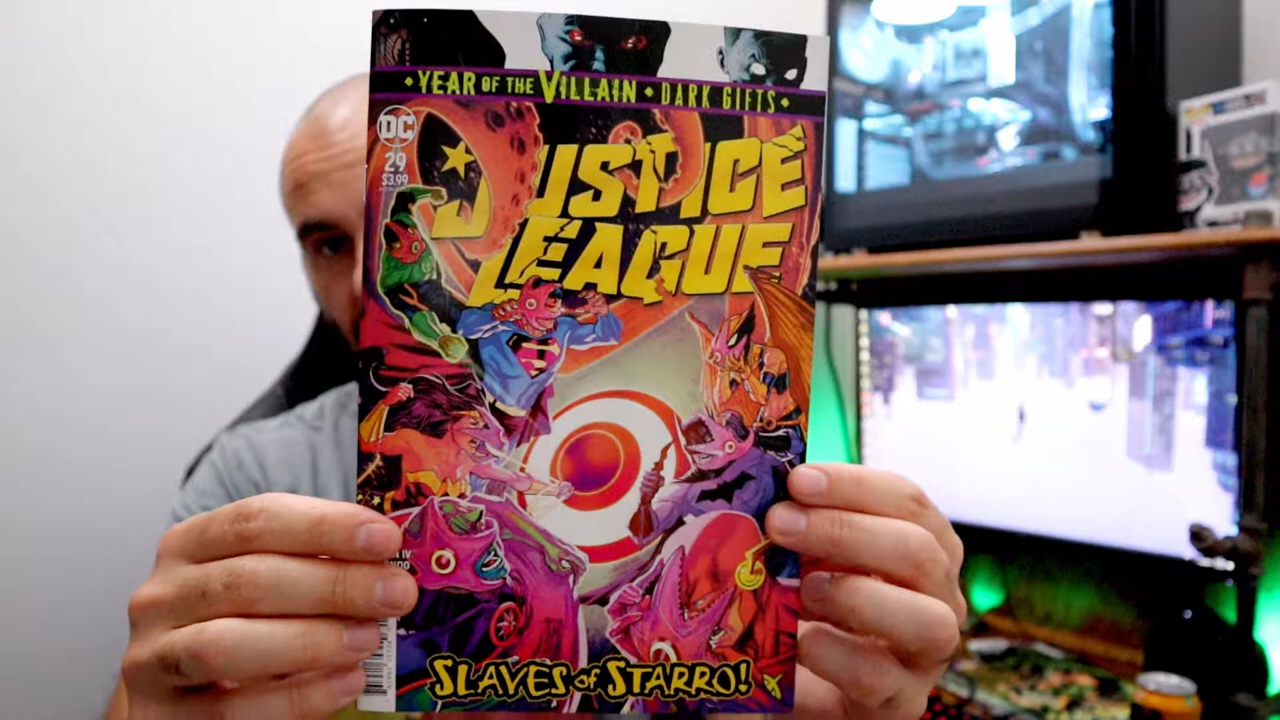 • YEAR OF THE VILLAIN • DARK GIFTS •
DC
29
$3.99
JUSTICE
LEAGUE
SLAVES OF STARRO!